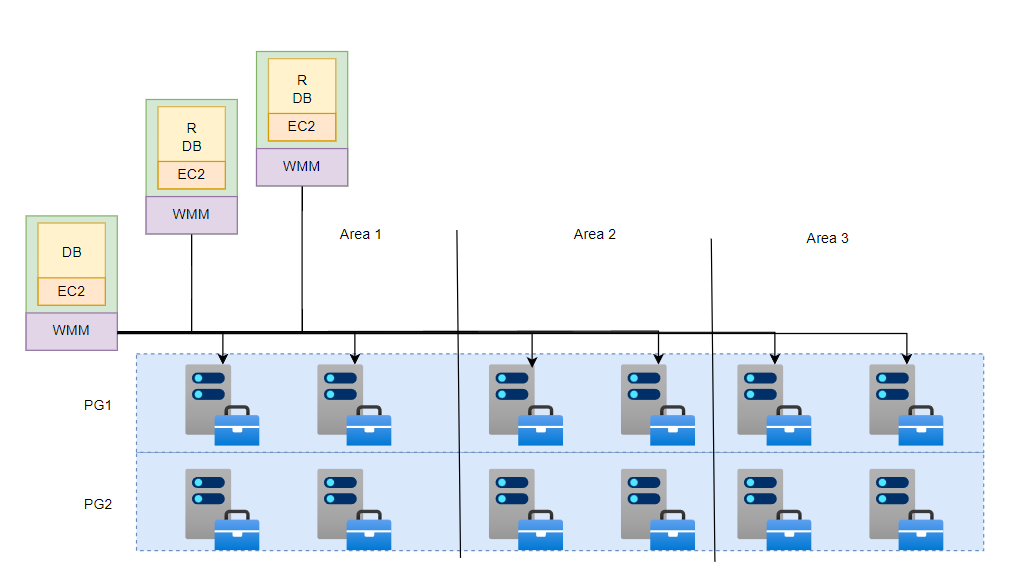 R
DB
EC2
WMM
R
DB
EC2
WMM
DB
EC2
WMM
Area 1
Area 2
Area 3
PG1
PG2